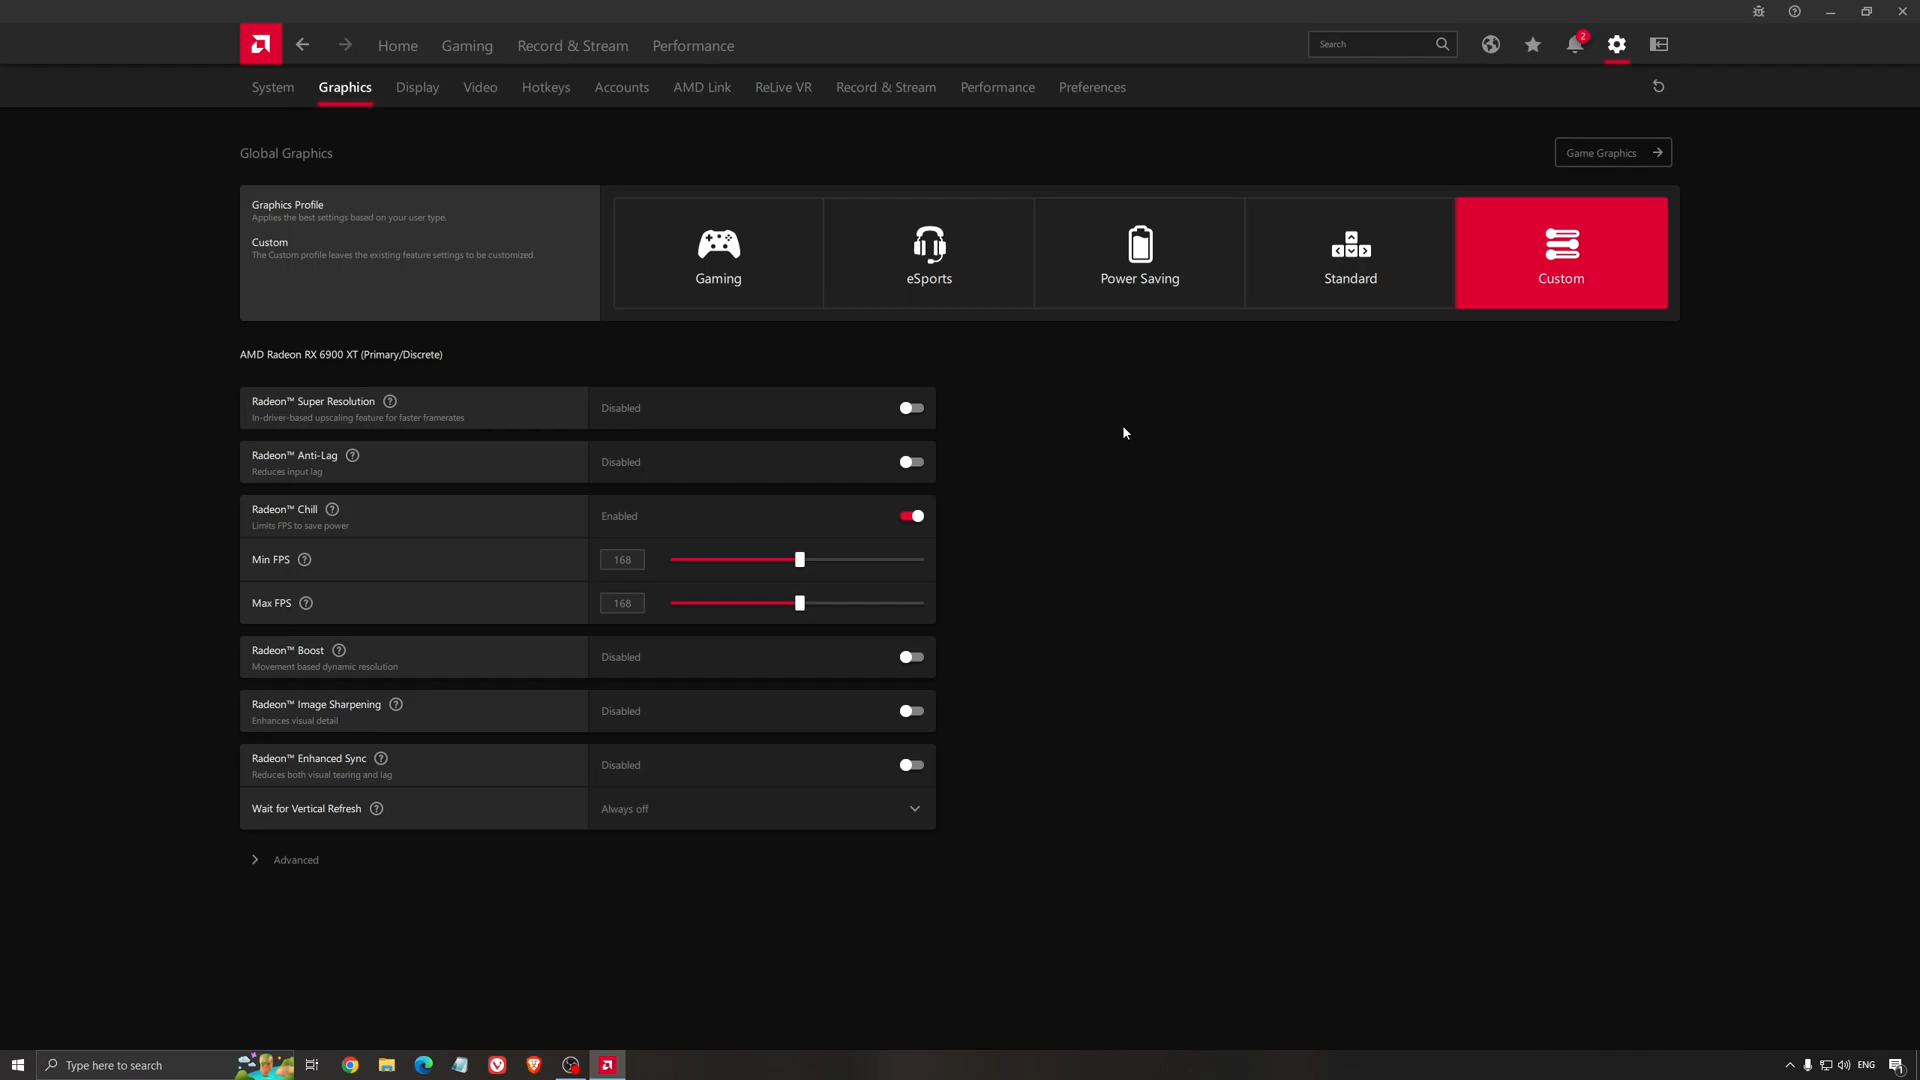 Home Gaming Record & Stream Performance Search 2
System Graphics Display Video Hotkeys Accounts AMD Link ReLive VR Record & Stream Performance Preferences
Global Graphics
Game Graphics
Graphics Profile
Applies the best settings based on your user type.
Custom
The Custom profile leaves the existing feature settings to be customized.
Gaming eSports Power Saving Standard Custom
AMD Radeon RX 6900 XT (Primary/Discrete)
Radeon™ Super Resolution
In-driver-based upscaling feature for faster framerates
Disabled
Radeon™ Anti-Lag
Reduces input lag
Disabled
Radeon™ Chill
Limits FPS to save power
Enabled
Min FPS 168
Max FPS 168
Radeon™ Boost
Movement based dynamic resolution
Disabled
Radeon™ Image Sharpening
Enhances visual detail
Disabled
Radeon™ Enhanced Sync
Reduces both visual tearing and lag
Disabled
Wait for Vertical Refresh Always off
Advanced
Type here to search ENG 1